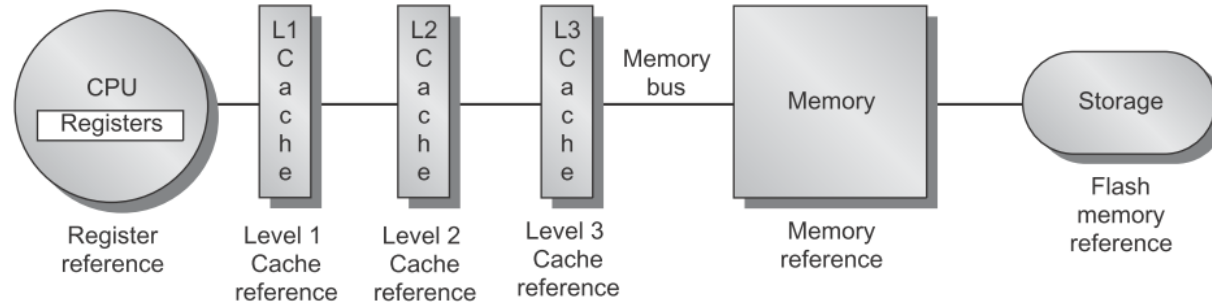 CPU
Registers
Register
reference
L1
C
a
c
h
e
Level 1
Cache
reference
L2
C
a
c
h
e
Level 2
Cache
reference
L3
C
a
c
h
e
Level 3
Cache
reference
Memory
bus
Memory
Memory
reference
Storage
Flash
memory
reference